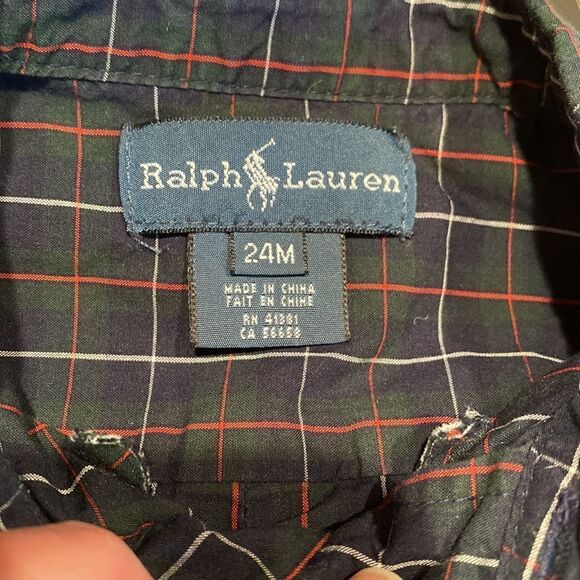 Ralph Lauren
24M
MADE IN CHINA
FAIT EN CHINE
RN 41381
CA 56658